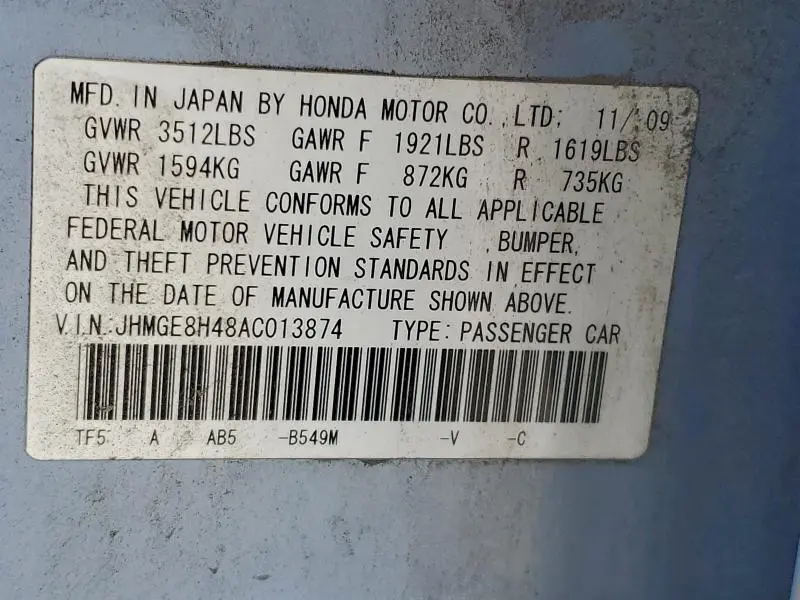 MFD. IN JAPAN BY HONDA MOTOR CO.,LTD; 11/ 09
GVWR 3512LBS GAWR F 1921LBS R 1619LBS
GVWR 1594KG GAWR F 872KG R 735KG
THIS VEHICLE CONFORMS TO ALL APPLICABLE
FEDERAL MOTOR VEHICLE SAFETY , BUMPER,
AND THEFT PREVENTION STANDARDS IN EFFECT
ON THE DATE OF MANUFACTURE SHOWN ABOVE.
V.I.N:JHMGE8H48AC013874 TYPE: PASSENGER CAR
TF5 A AB5 -B549M -V -C